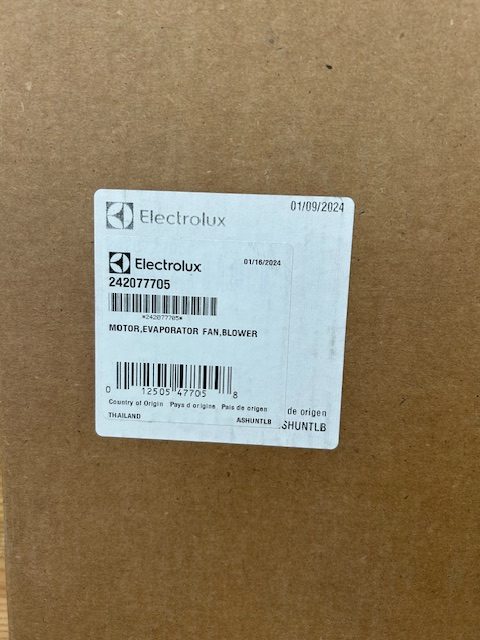 Electrolux 01/09/2024
Electrolux 01/16/2024
242077705
*242077705*
MOTOR,EVAPORATOR FAN,BLOWER
0 12505 47705 8
Country of Origin Pays d origine Pais de origen
de origen
THAILAND ASHUNTLB
SHUNTLB